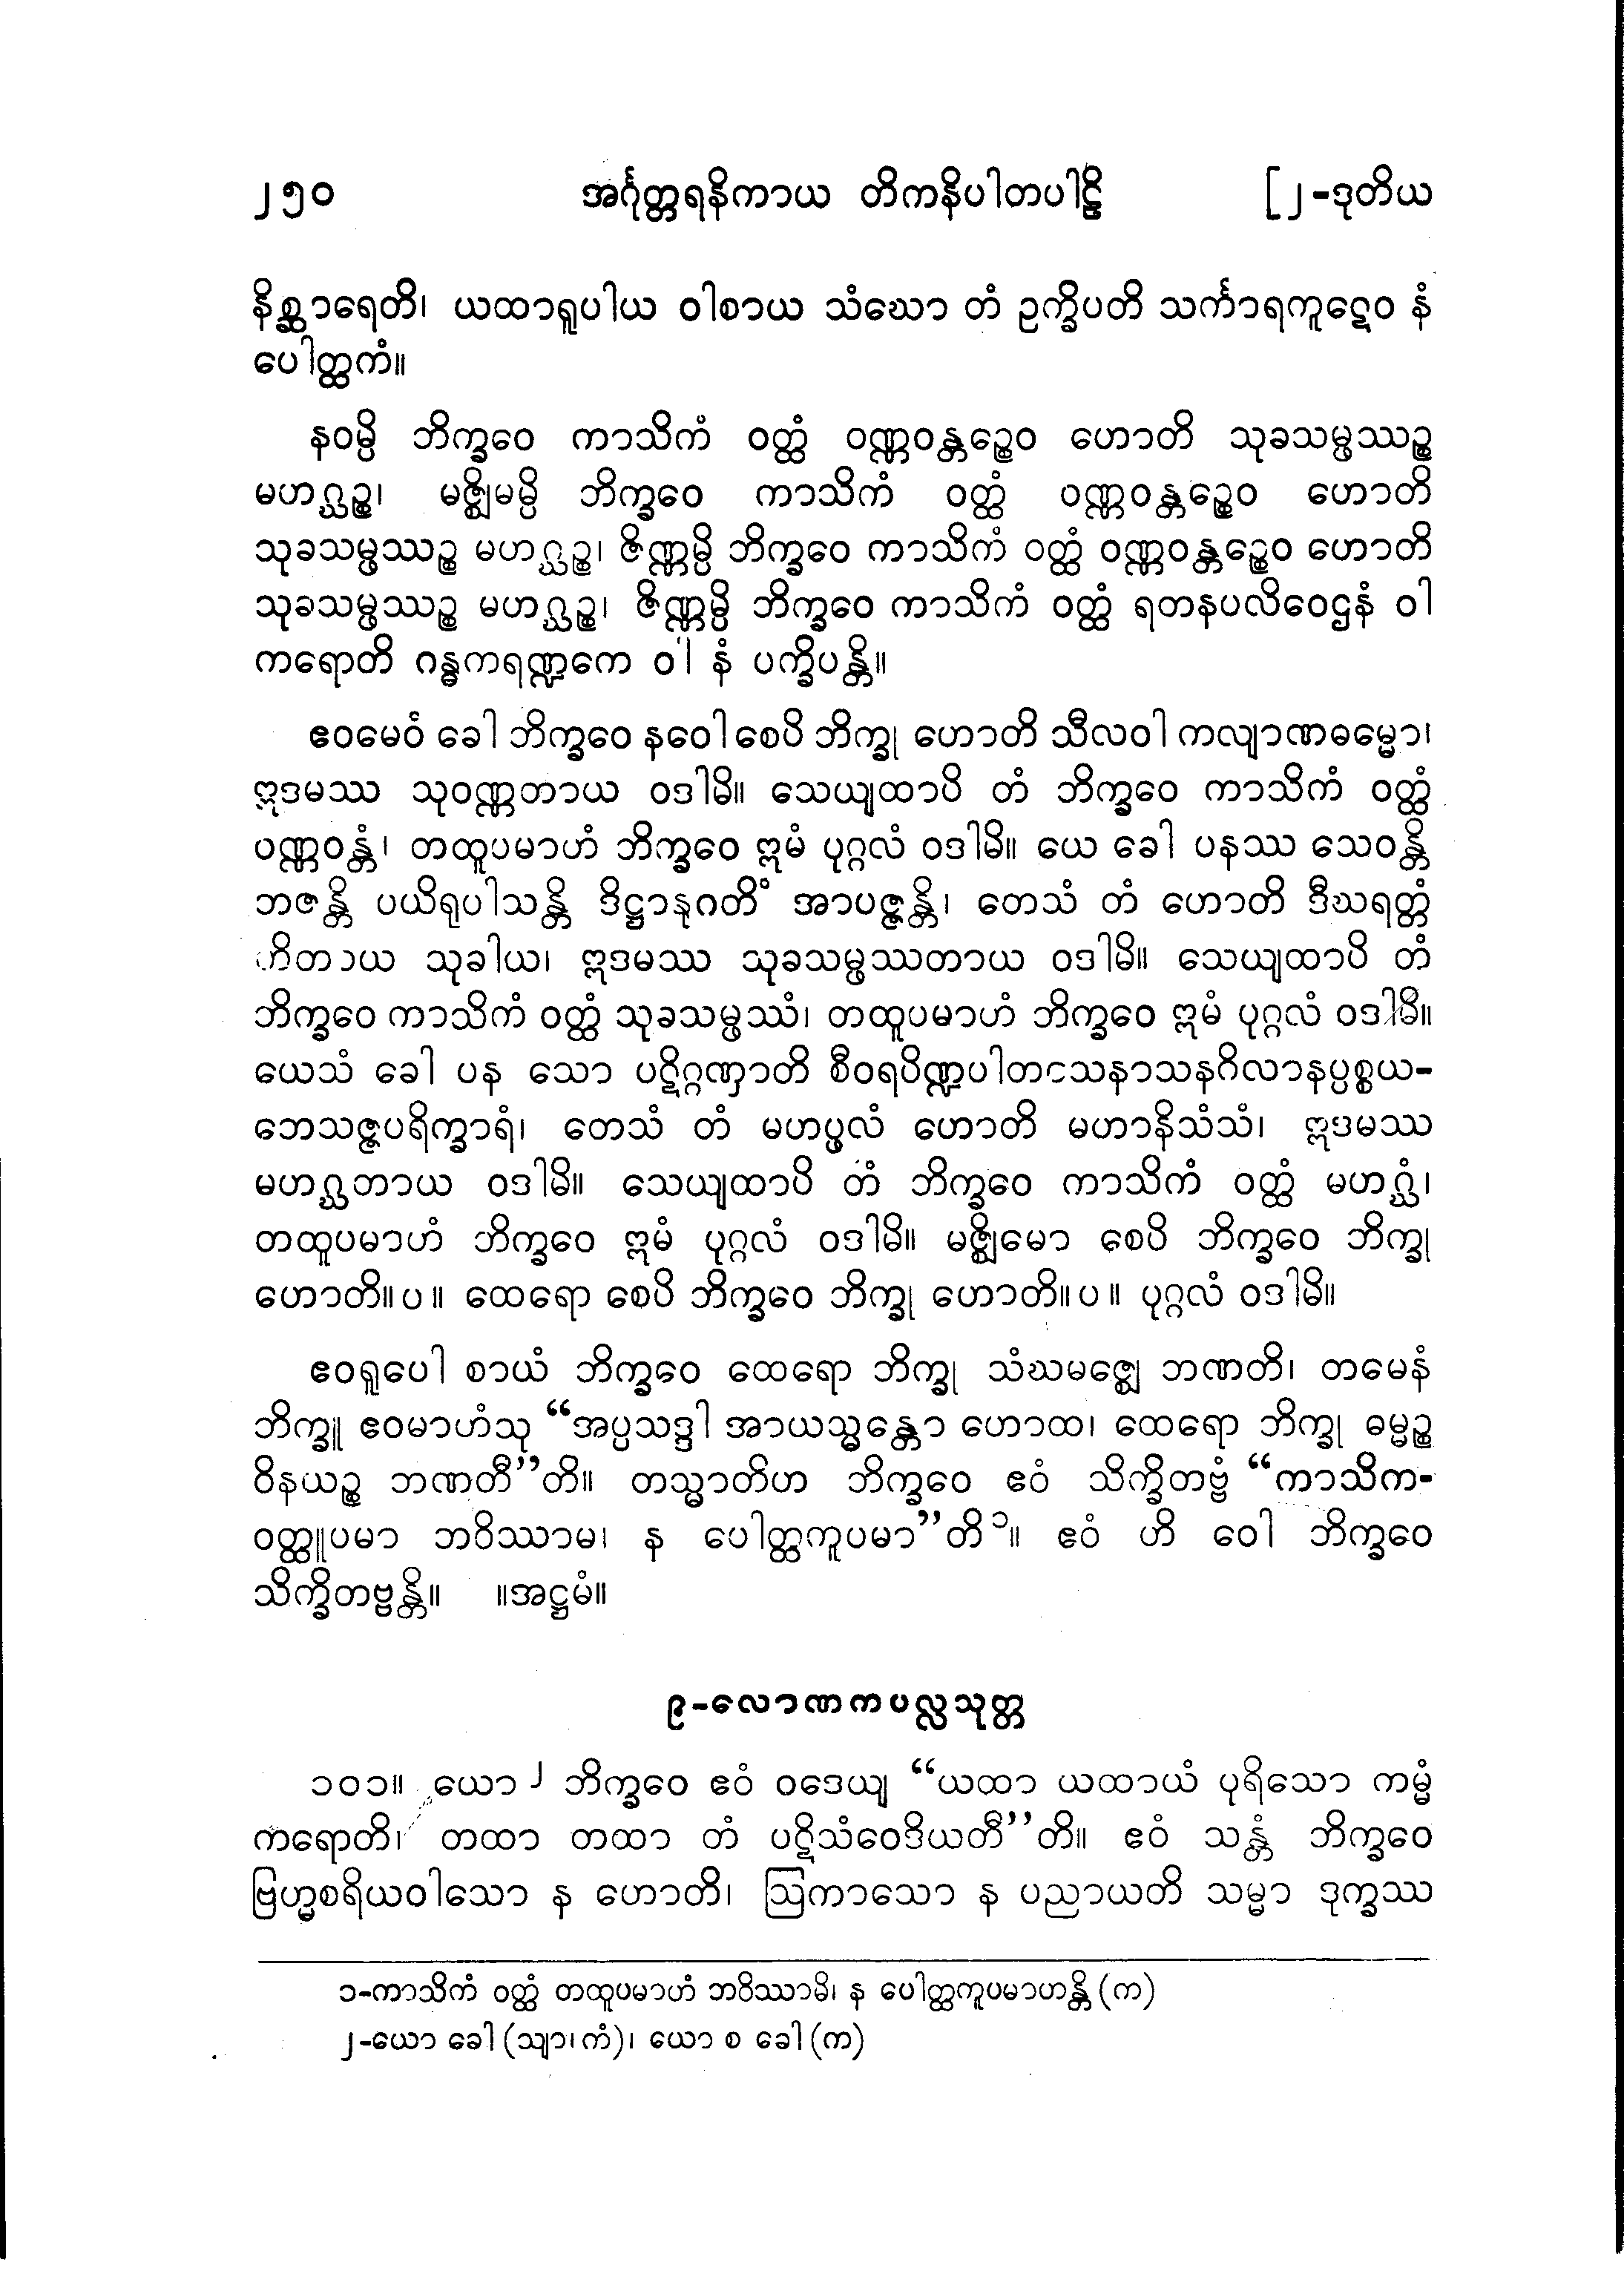 ၂၅၀ အင်္ဂုတ္တရနိကာယ တိကနိပါတပါဠိ [၂-ဒုတိယ
နိစ္ဆာရေတိ၊ ယထာရူပါယ ဝါစာယ သံဃော တံ ဥက္ခိပတိ သင်္ကာရကူဋေဝ နံ
ပေါတ္ထကံ။
နဝမ္ပိ ဘိက္ခဝေ ကာသိကံ ဝတ္ထံ ဝဏ္ဏဝန္တဉ္စေဝ ဟောတိ သုခသမ္ဖဿဉ္စ
မဟဂ္ဃဉ္စ၊ မဇ္ဈိမမ္ပိ ဘိက္ခဝေ ကာသိကံ ဝတ္ထံ ဝဏ္ဏဝန္တဉ္စေဝ ဟောတိ
သုခသမ္ဖဿဉ္စ မဟဂ္ဃဉ္စ၊ ဇိဏ္ဏမ္ပိ ဘိက္ခဝေ ကာသိကံ ဝတ္ထံ ဝဏ္ဏဝန္တဉ္စေဝ ဟောတိ
သုခသမ္ဖဿဉ္စ မဟဂ္ဃဉ္စ၊ ဇိဏ္ဏမ္ပိ ဘိက္ခဝေ ကာသိကံ ဝတ္ထံ ရတနပလိဝေဌနံ ဝါ
ကရောတိ ဂန္ဓကရဏ္ဍကေ ဝါ နံ ပက္ခိပန္တိ။
ဧဝမေဝံ ခေါ ဘိက္ခဝေ နဝေါ စေပိ ဘိက္ခု ဟောတိ သီလဝါ ကလျာဏဓမ္မော၊
ဣဒမဿ သုဝဏ္ဏတာယ ဝဒါမိ။ သေယျထာပိ တံ ဘိက္ခဝေ ကာသိကံ ဝတ္ထံ
ဝဏ္ဏဝန္တံ၊ တထူပမာဟံ ဘိက္ခဝေ ဣမံ ပုဂ္ဂလံ ဝဒါမိ။ ယေ ခေါ ပနဿ သေဝန္တိ
ဘဇန္တိ ပယိရုပါသန္တိ ဒိဋ္ဌာနုဂတိံ အာပဇ္ဇန္တိ၊ တေသံ တံ ဟောတိ ဒီဃရတ္တံ
ဟိတာယ သုခါယ၊ ဣဒမဿ သုခသမ္ဖဿတာယ ဝဒါမိ။ သေယျထာပိ တံ
ဘိက္ခဝေ ကာသိကံ ဝတ္ထံ သုခသမ္ဖဿံ၊ တထူပမာဟံ ဘိက္ခဝေ ဣမံ ပုဂ္ဂလံ ဝဒါမိ။
ယေသံ ခေါ ပန သော ပဋိဂ္ဂဏှာတိ စီဝရပိဏ္ဍပါတသေနာသနဂိလာနပ္ပစ္စယ-
ဘေသဇ္ဇပရိက္ခာရံ၊ တေသံ တံ မဟပ္ဖလံ ဟောတိ မဟာနိသံသံ၊ ဣဒမဿ
မဟဂ္ဃတာယ ဝဒါမိ။ သေယျထာပိ တံ ဘိက္ခဝေ ကာသိကံ ဝတ္ထံ မဟဂ္ဃံ၊
တထူပမာဟံ ဘိက္ခဝေ ဣမံ ပုဂ္ဂလံ ဝဒါမိ။ မဇ္ဈိမော စေပိ ဘိက္ခဝေ ဘိက္ခု
ဟောတိ။ပ။ ထေရော စေပိ ဘိက္ခဝေ ဘိက္ခု ဟောတိ။ပ။ ပုဂ္ဂလံ ဝဒါမိ။
ဧဝရူပေါ စာယံ ဘိက္ခဝေ ထေရော ဘိက္ခု သံဃမဇ္ဈေ ဘဏတိ၊ တမေနံ
ဘိက္ခူ ဧဝမာဟံသု “အပ္ပသဒ္ဒါ အာယသ္မန္တော ဟောထ၊ ထေရော ဘိက္ခု ဓမ္မဉ္စ
ဝိနယဉ္စ ဘဏတီ”တိ။ တသ္မာတိဟ ဘိက္ခဝေ ဧဝံ သိက္ခိတဗ္ဗံ “ကာသိက-
ဝတ္ထူပမာ ဘဝိဿာမ၊ န ပေါတ္ထကူပမာ”တိ၁။ ဧဝံ ဟိ ဝေါ ဘိက္ခဝေ
သိက္ခိတဗ္ဗန္တိ။ ။အဋ္ဌမံ။
၉-လောဏကပလ္လသုတ္တ
၁၀၁။ ယော၂ ဘိက္ခဝေ ဧဝံ ဝဒေယျ “ယထာ ယထာယံ ပုရိသော ကမ္မံ
ကရောတိ၊ တထာ တထာ တံ ပဋိသံဝေဒိယတီ”တိ။ ဧဝံ သန္တံ ဘိက္ခဝေ
ဗြဟ္မစရိယဝါသော န ဟောတိ၊ ဩကာသော န ပညာယတိ သမ္မာ ဒုက္ခဿ
၁-ကာသိကံ ဝတ္ထံ တထူပမာဟံ ဘဝိဿာမိ၊ န ပေါတ္ထကူပမာဟန္တိ (က)
၂-ယော ခေါ (သျာ၊ ကံ)၊ ယော စ ခေါ (က)